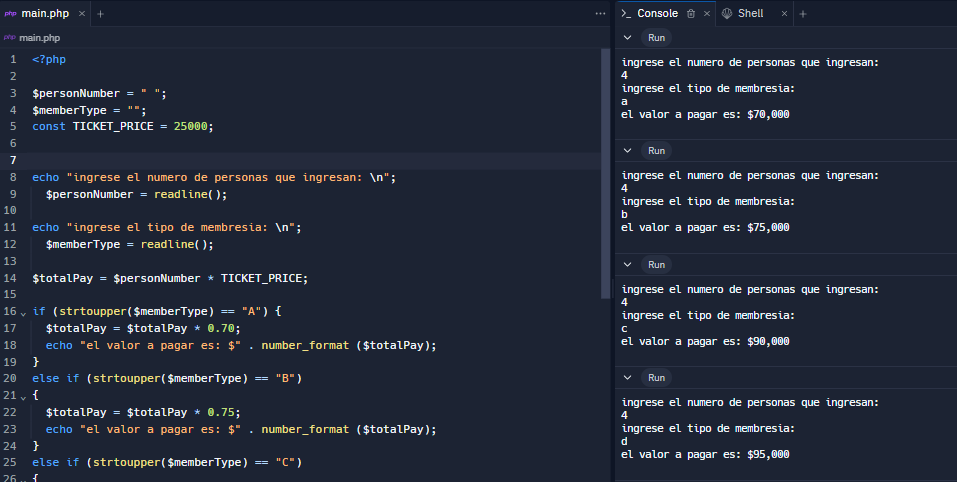 php main.php × +
···
php main.php
1 <?php
2
3 $personNumber = " ";
4 $memberType = "";
5 const TICKET_PRICE = 25000;
6
7
8 echo "ingrese el numero de personas que ingresan: \n";
9 $personNumber = readline();
10
11 echo "ingrese el tipo de membresia: \n";
12 $memberType = readline();
13
14 $totalPay = $personNumber * TICKET_PRICE;
15
16 if (strtoupper($memberType) == "A") {
17 $totalPay = $totalPay * 0.70;
18 echo "el valor a pagar es: $" . number_format ($totalPay);
19 }
20 else if (strtoupper($memberType) == "B")
21 {
22 $totalPay = $totalPay * 0.75;
23 echo "el valor a pagar es: $" . number_format ($totalPay);
24 }
25 else if (strtoupper($memberType) == "C")
26 {
>_ Console × Shell × +
Run
ingrese el numero de personas que ingresan:
4
ingrese el tipo de membresia:
a
el valor a pagar es: $70,000
Run
ingrese el numero de personas que ingresan:
4
ingrese el tipo de membresia:
b
el valor a pagar es: $75,000
Run
ingrese el numero de personas que ingresan:
4
ingrese el tipo de membresia:
c
el valor a pagar es: $90,000
Run
ingrese el numero de personas que ingresan:
4
ingrese el tipo de membresia:
d
el valor a pagar es: $95,000